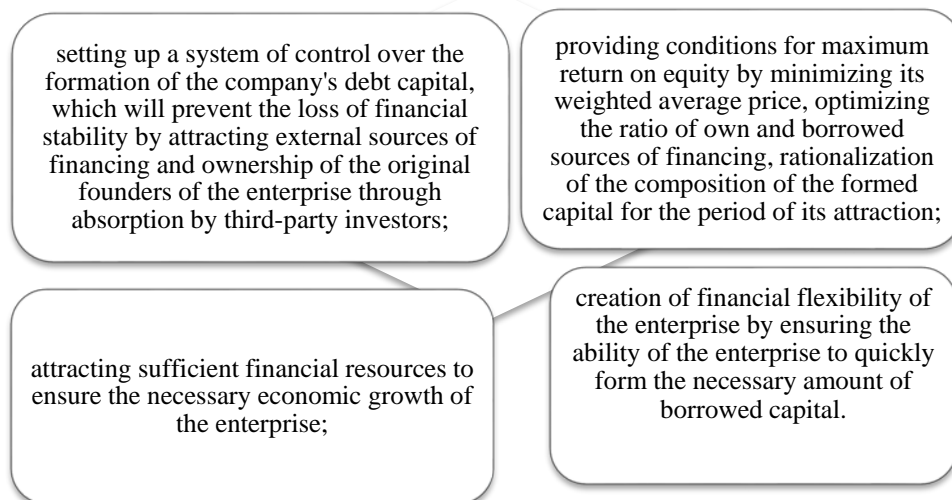 setting up a system of control over the
formation of the company's debt capital,
which will prevent the loss of financial
stability by attracting external sources of
financing and ownership of the original
founders of the enterprise through
absorption by third-party investors;
providing conditions for maximum
return on equity by minimizing its
weighted average price, optimizing
the ratio of own and borrowed
sources of financing, rationalization
of the composition of the formed
capital for the period of its attraction;
attracting sufficient financial resources to
ensure the necessary economic growth of
the enterprise;
creation of financial flexibility of
the enterprise by ensuring the
ability of the enterprise to quickly
form the necessary amount of
borrowed capital.